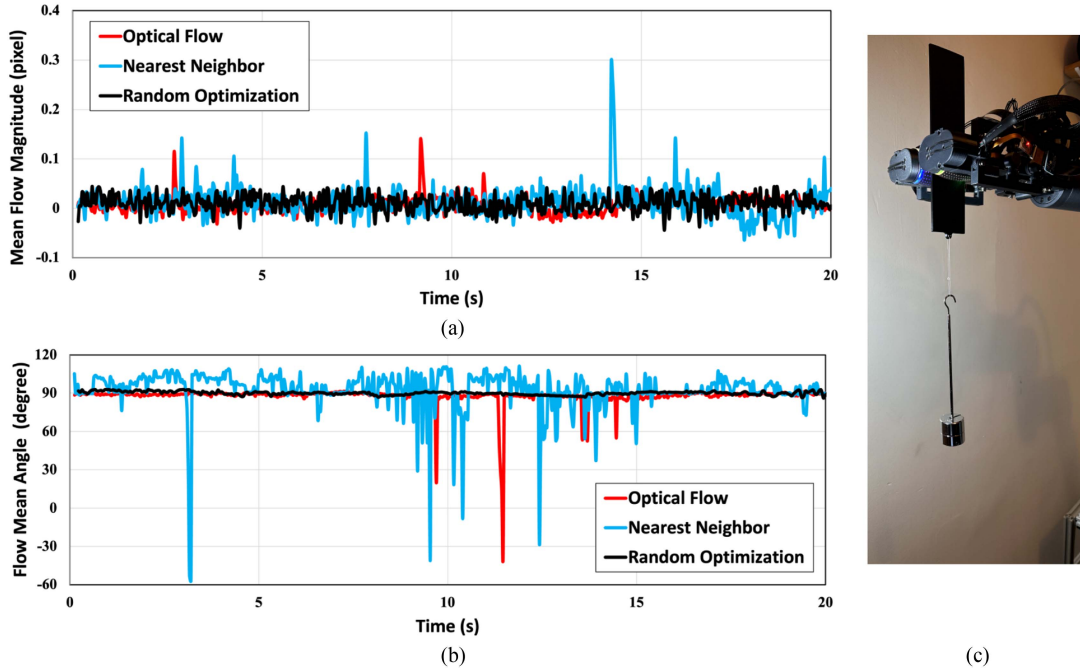 0.4
0.3
0.2
0.1
0
-0.1
Mean Flow Magnitude (pixel)
Optical Flow
Nearest Neighbor
Random Optimization
0
5
10
15
20
Time (s)
(a)
120
90
60
30
0
-30
-60
Flow Mean Angle (degree)
Optical Flow
Nearest Neighbor
Random Optimization
0
5
10
15
20
Time (s)
(b)
(c)